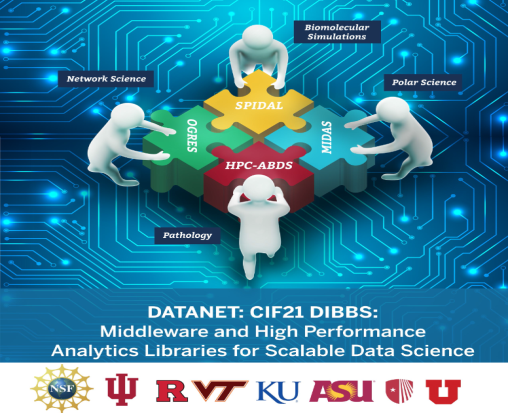 Biomolecular
Simulations
Network Science
Polar Science
SPIDAL
OGRES
MIDAS
HPC-ABDS
Pathology
DATANET: CIF21 DIBBS:
Middleware and High Performance
Analytics Libraries for Scalable Data Science
NSF
R VT KU ASU U